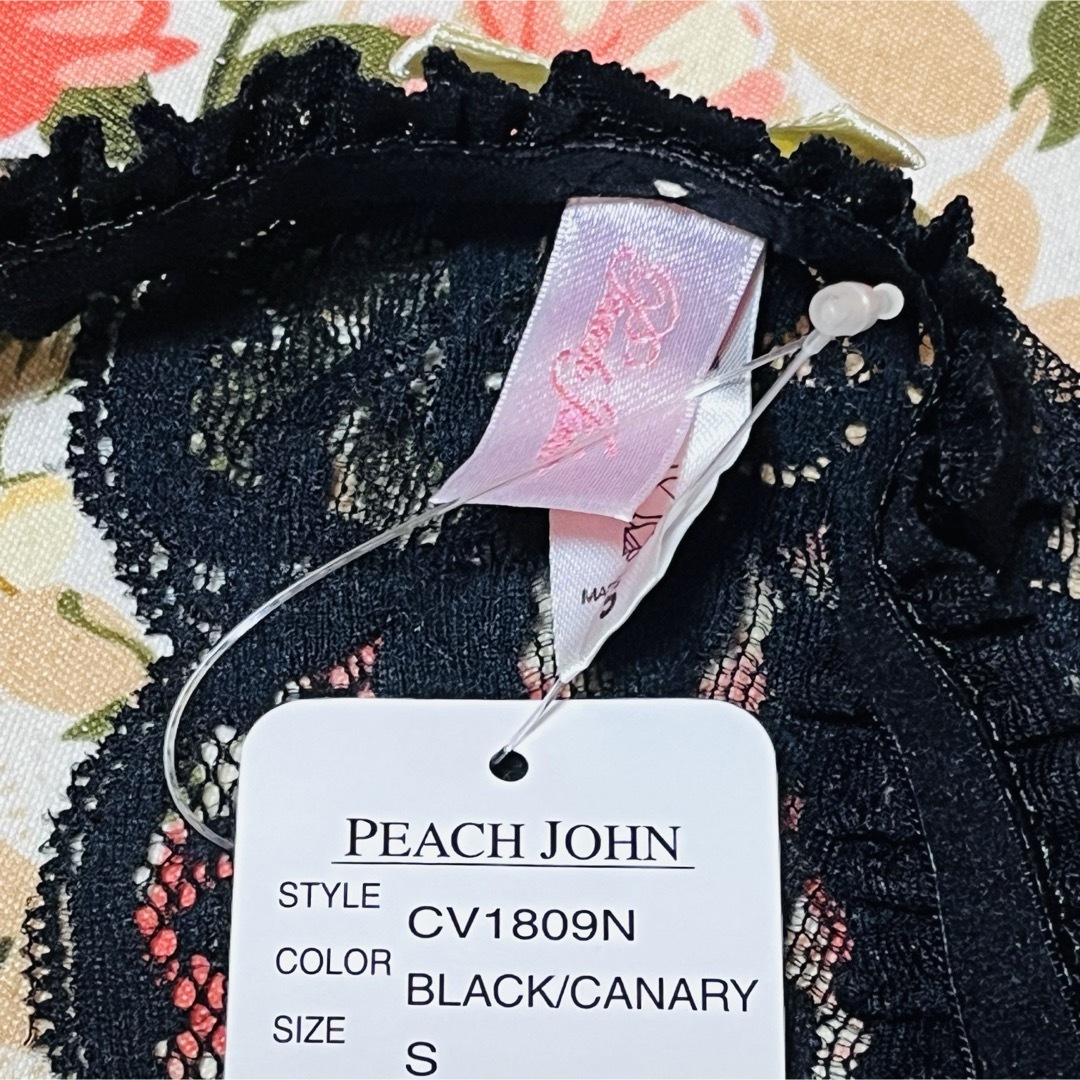 PEACH JOHN
STYLE CV1809N
COLOR BLACK/CANARY
SIZE S